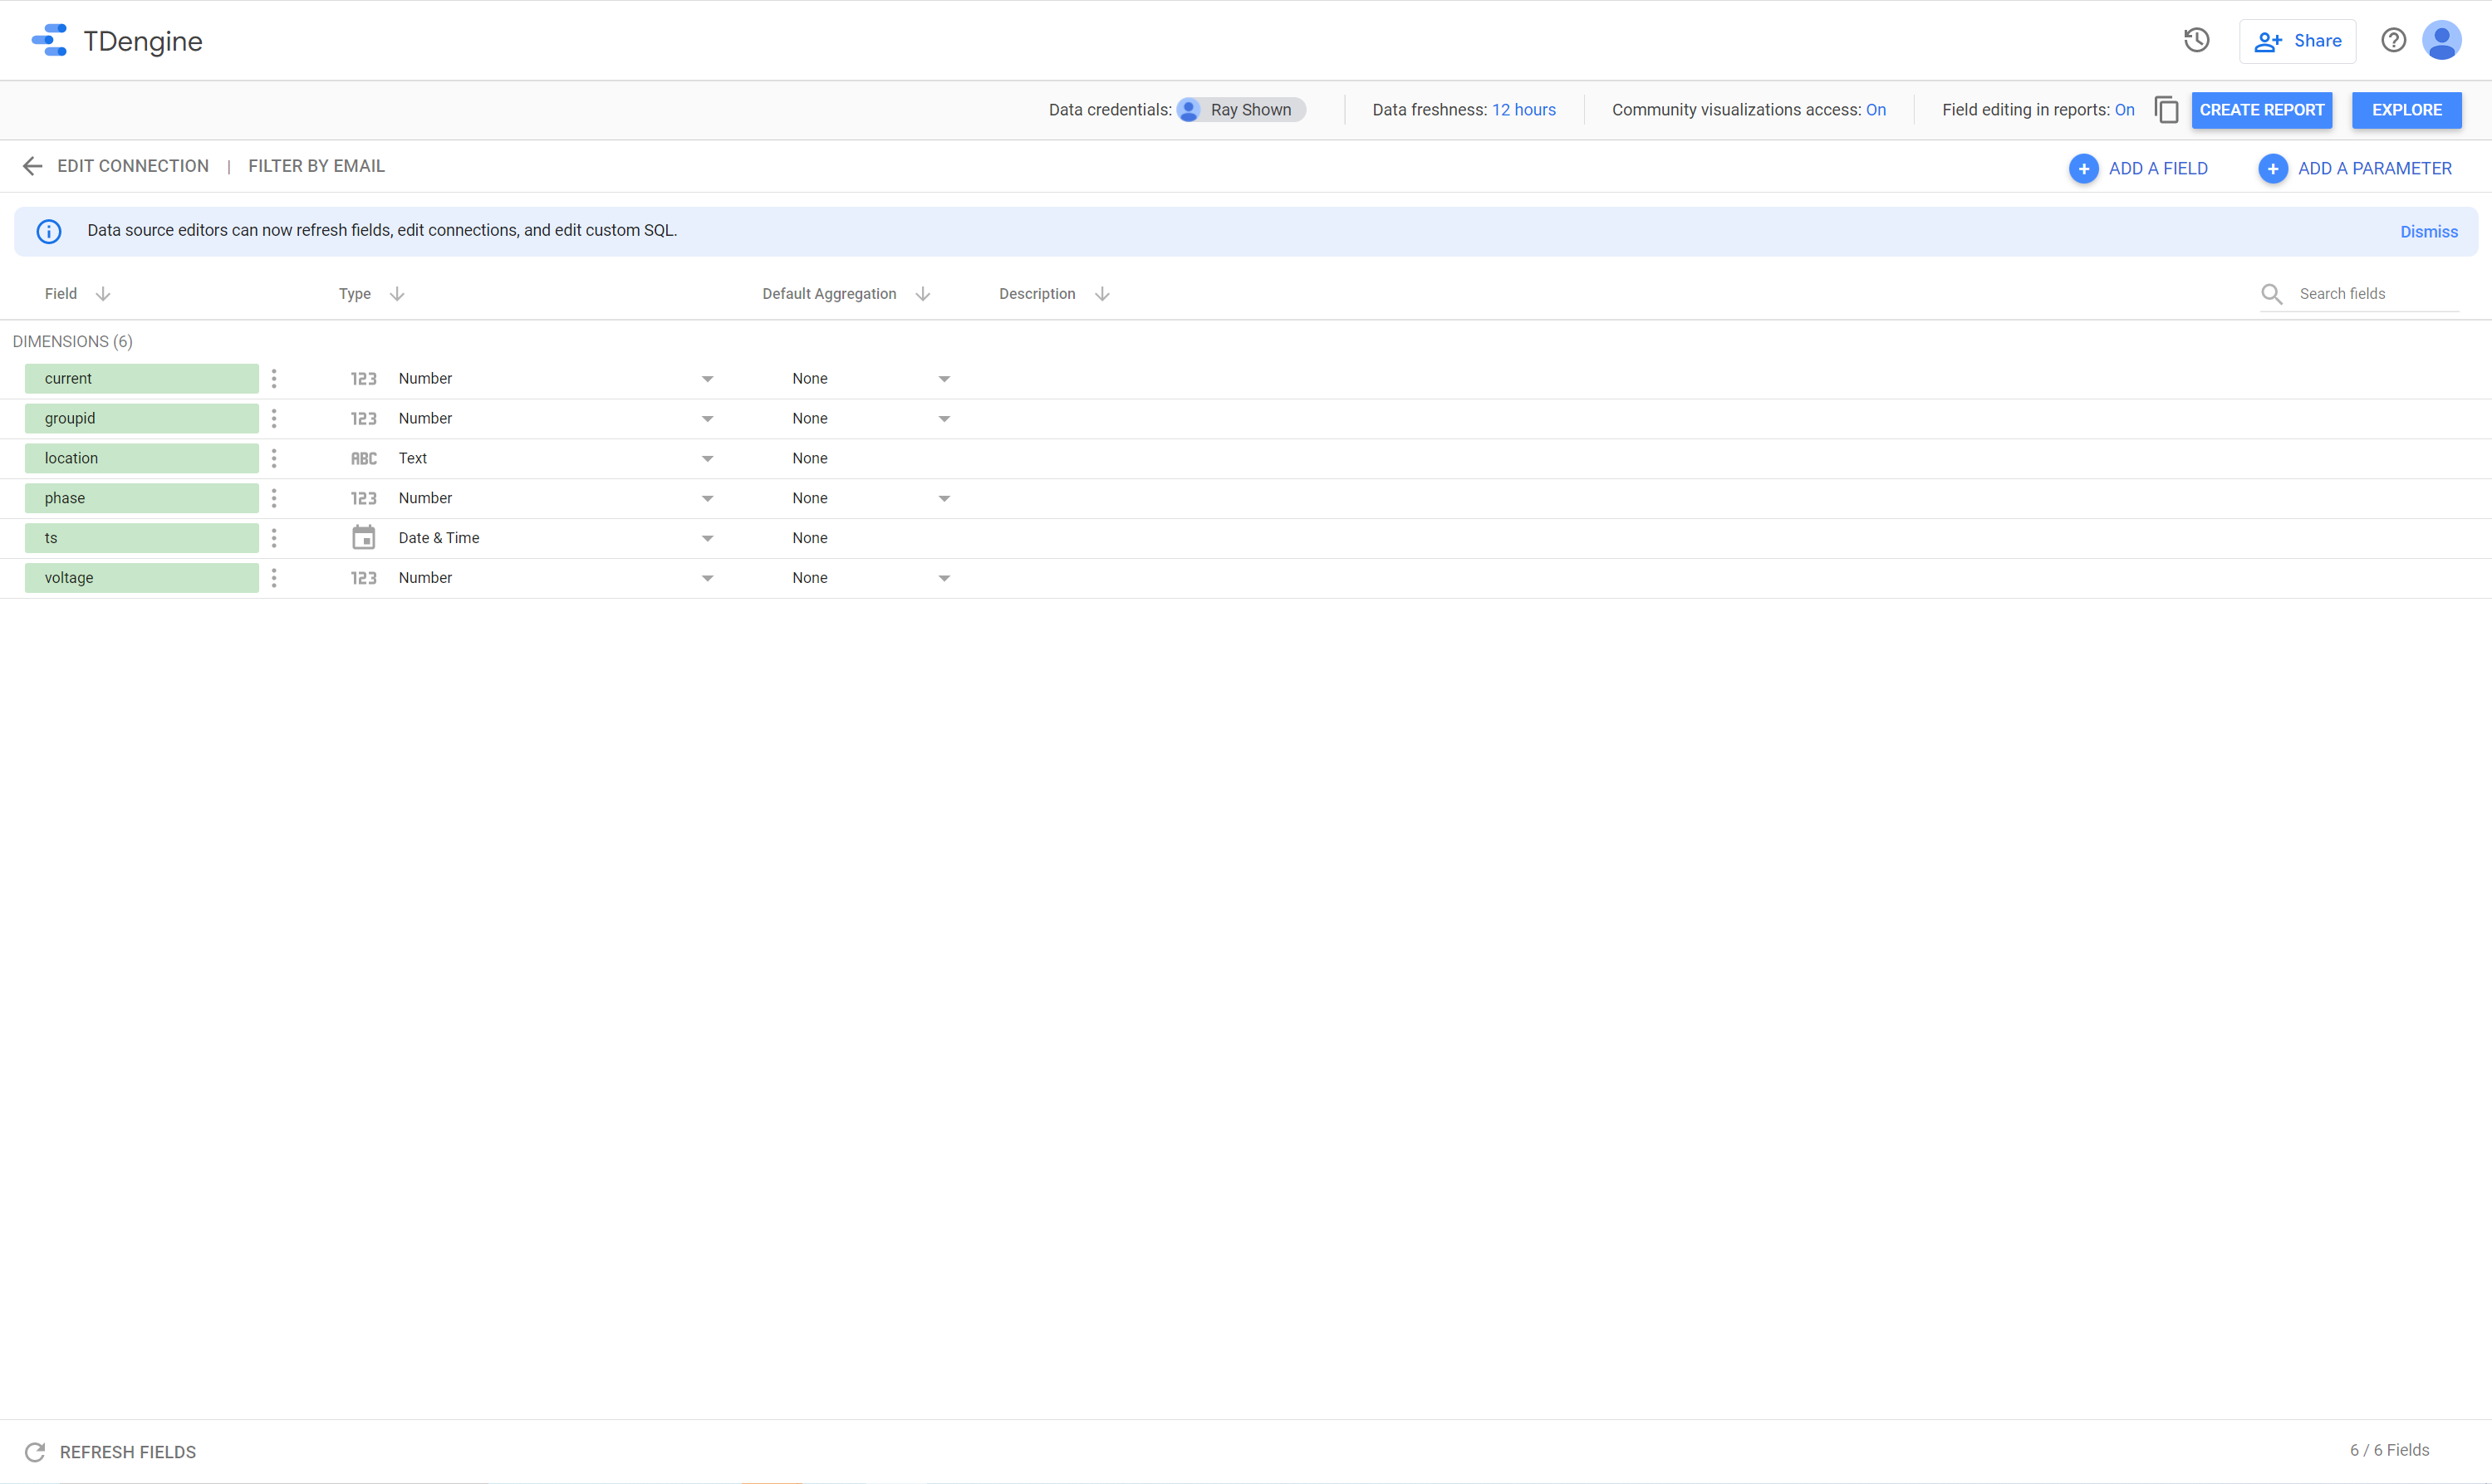 TDengine
Share
Data credentials: Ray Shown Data freshness: 12 hours Community visualizations access: On Field editing in reports: On CREATE REPORT EXPLORE
EDIT CONNECTION | FILTER BY EMAIL ADD A FIELD ADD A PARAMETER
Data source editors can now refresh fields, edit connections, and edit custom SQL. Dismiss
Field Type Default Aggregation Description Search fields
DIMENSIONS (6)
current 123 Number None
groupid 123 Number None
location ABC Text None
phase 123 Number None
ts Date & Time None
voltage 123 Number None
REFRESH FIELDS 6 / 6 Fields